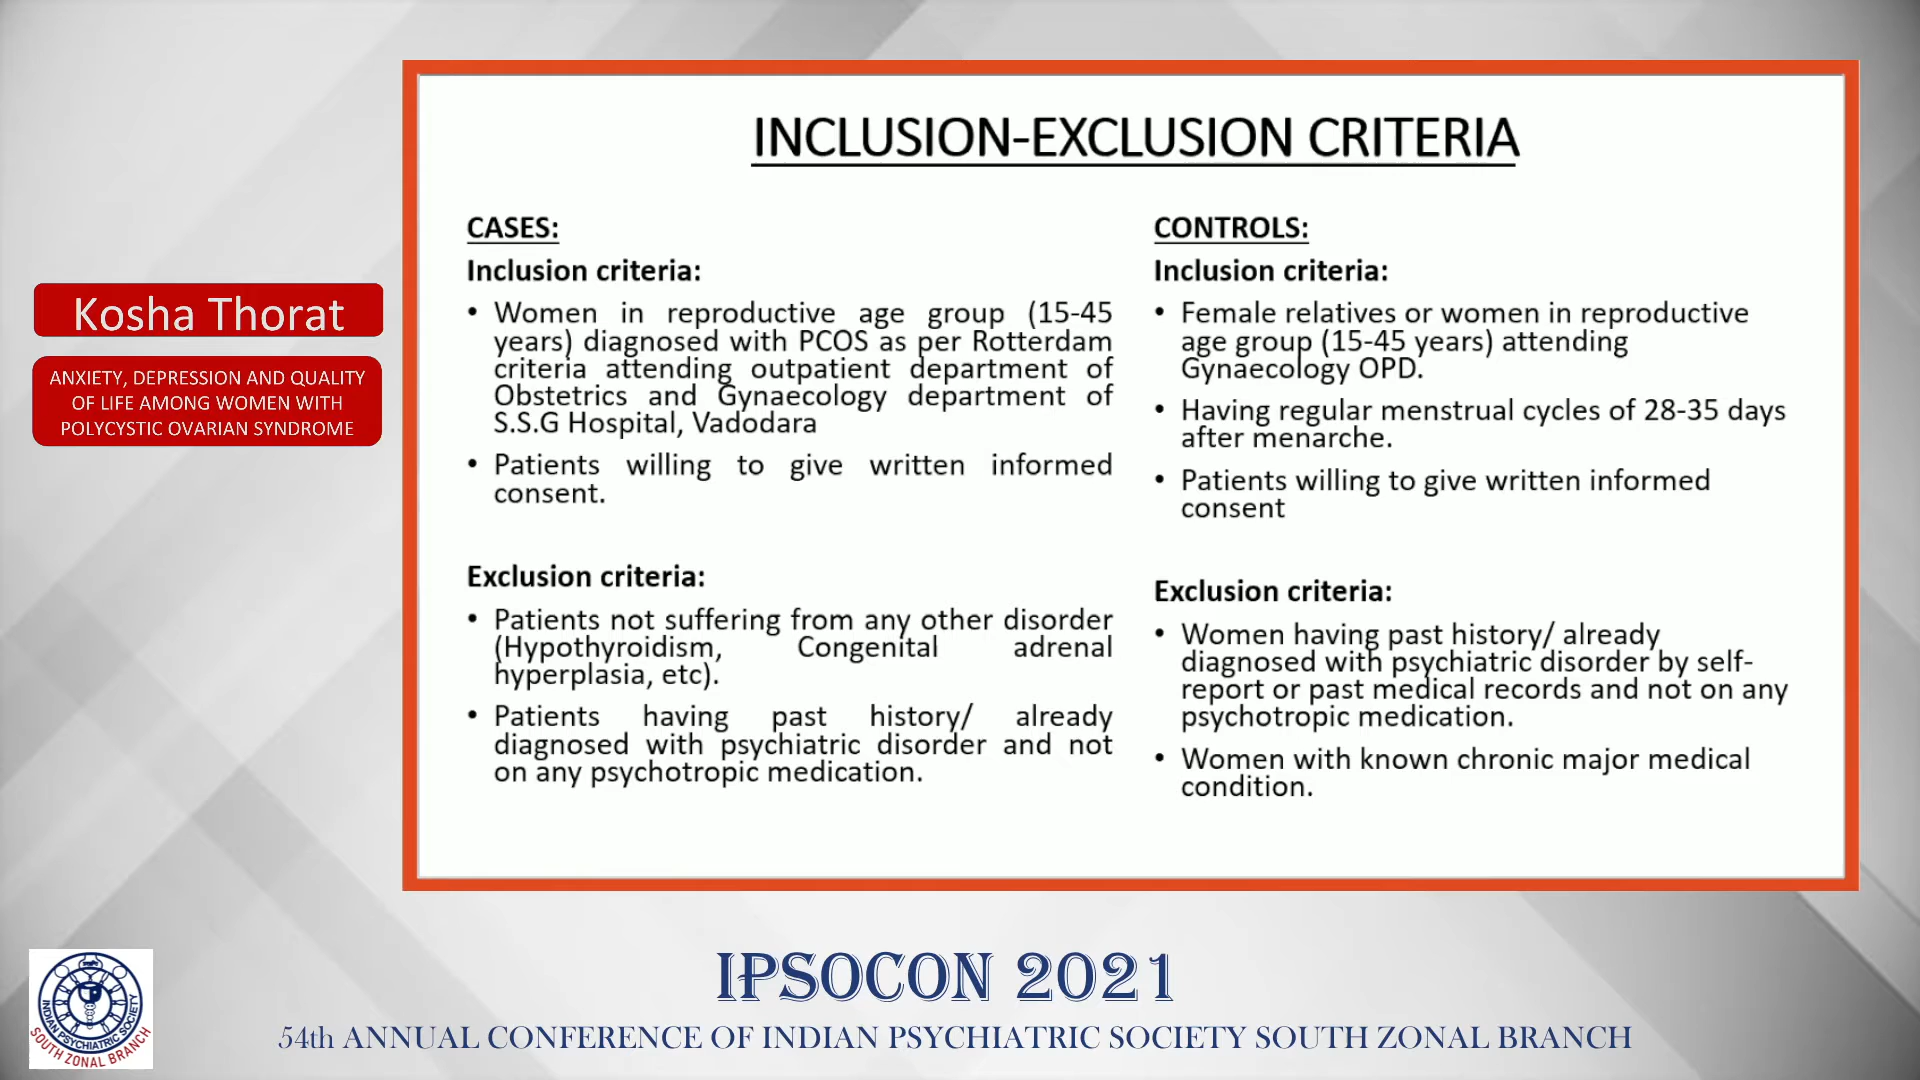 Kosha Thorat
ANXIETY, DEPRESSION AND QUALITY
OF LIFE AMONG WOMEN WITH
POLYCYSTIC OVARIAN SYNDROME
INCLUSION-EXCLUSION CRITERIA
CASES:
Inclusion criteria:
• Women in reproductive age group (15-45
years) diagnosed with PCOS as per Rotterdam
criteria attending outpatient department of
Obstetrics and Gynaecology department of
S.S.G Hospital, Vadodara
• Patients willing to give written informed
consent.
Exclusion criteria:
• Patients not suffering from any other disorder
(Hypothyroidism, Congenital adrenal
hyperplasia, etc).
• Patients having past history/ already
diagnosed with psychiatric disorder and not
on any psychotropic medication.
CONTROLS:
Inclusion criteria:
• Female relatives or women in reproductive
age group (15-45 years) attending
Gynaecology OPD.
• Having regular menstrual cycles of 28-35 days
after menarche.
• Patients willing to give written informed
consent
Exclusion criteria:
• Women having past history/ already
diagnosed with psychiatric disorder by self-
report or past medical records and not on any
psychotropic medication.
• Women with known chronic major medical
condition.
INDIAN PSYCHIATRIC SOCIETY
SOUTH ZONAL BRANCH
IPSOCON 2021
54th ANNUAL CONFERENCE OF INDIAN PSYCHIATRIC SOCIETY SOUTH ZONAL BRANCH